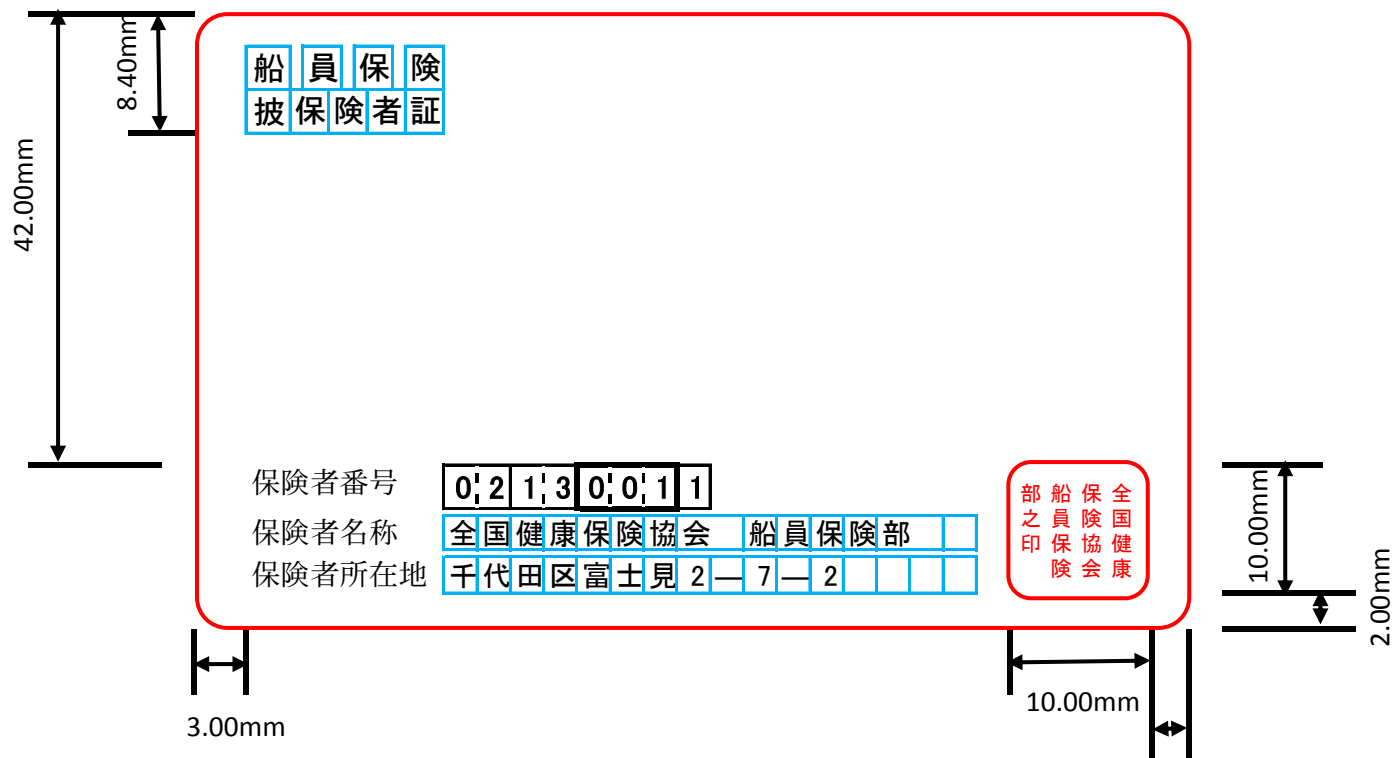 8.40mm
42.00mm
船員保険
披保険者証
保険者番号 02130011
保険者名称 全国健康保険協会 船員保険部
保険者所在地 千代田区富士見2—7—2
全国健康
保険協会
船員保険
部之印
10.00mm
2.00mm
3.00mm
10.00mm